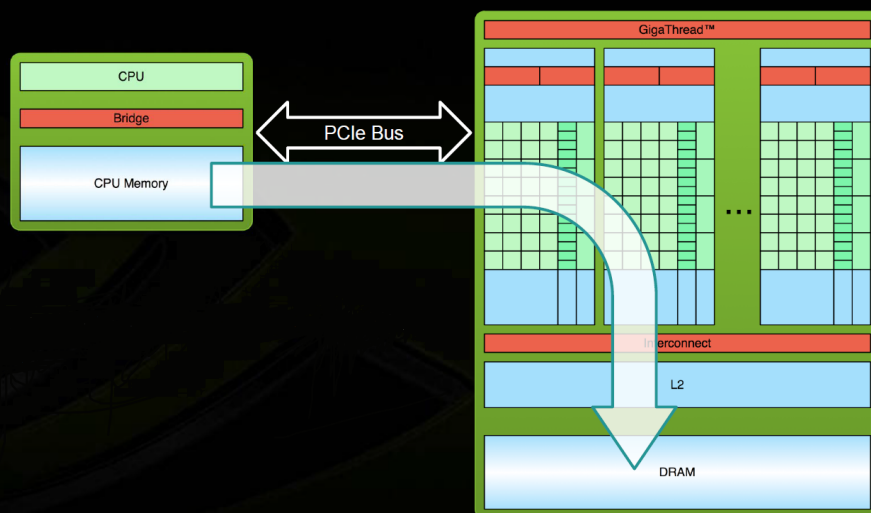 GigaThread™
CPU
Bridge
PCIe Bus
CPU Memory
...
Interconnect
L2
DRAM